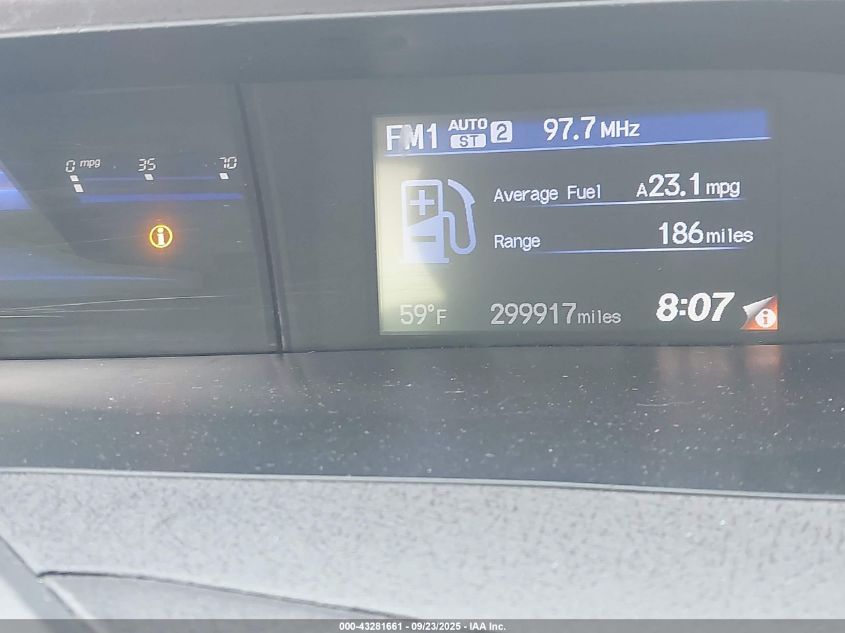 0 mpg 35 70
i
FM1 AUTO ST 2 97.7 MHz
Average Fuel A23.1 mpg
Range 186 miles
59°F 299917 miles 8:07 i
000-43281661 - 09/23/2025 - IAA Inc.